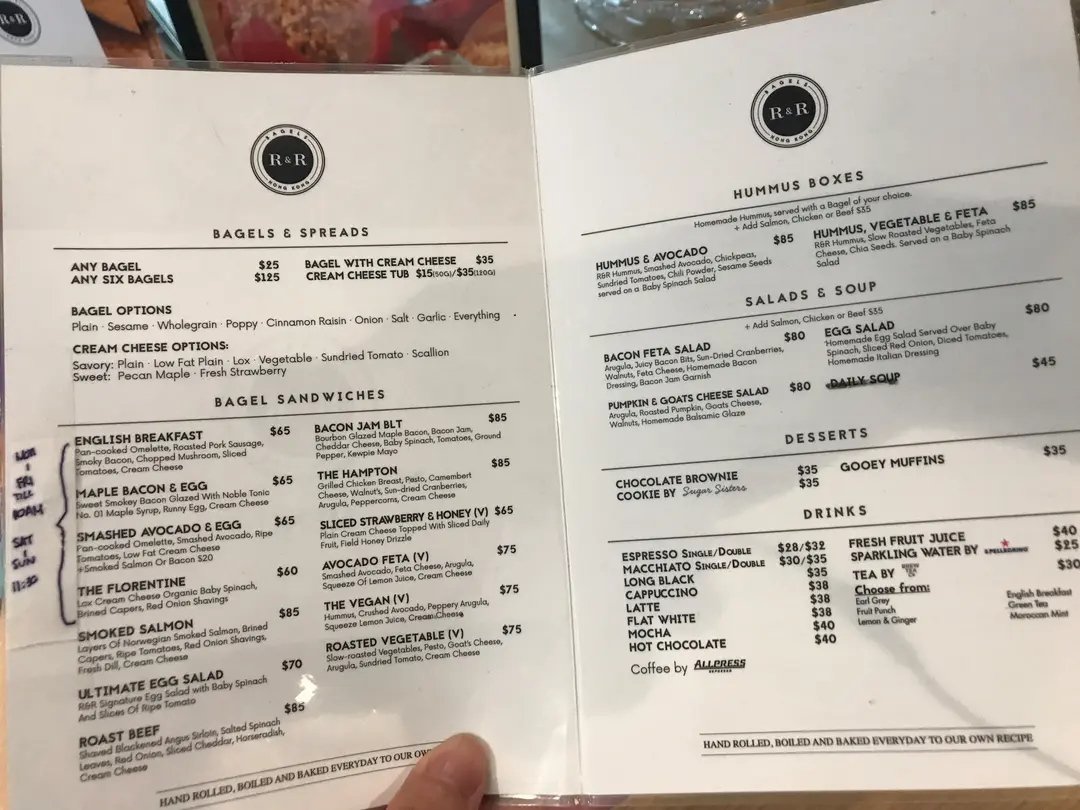 R&R
BAGELS
R&R
HONG KONG
BAGELS & SPREADS
ANY BAGEL $25
ANY SIX BAGELS $125
BAGEL WITH CREAM CHEESE $35
CREAM CHEESE TUB $15(50G)/$35(120G)
BAGEL OPTIONS
Plain · Sesame · Wholegrain · Poppy · Cinnamon Raisin · Onion · Salt · Garlic · Everything
CREAM CHEESE OPTIONS:
Savory: Plain · Low Fat Plain · Lox · Vegetable · Sundried Tomato · Scallion
Sweet: Pecan Maple · Fresh Strawberry
BAGEL SANDWICHES
MON
-
FRI
TILL
10AM
SAT
-
SUN
11:30
ENGLISH BREAKFAST $65
Pan-cooked Omelette, Roasted Pork Sausage,
Smoky Bacon, Chopped Mushroom, Sliced
Tomatoes, Cream Cheese
MAPLE BACON & EGG $65
Sweet Smokey Bacon Glazed With Noble Tonic
No. 01 Maple Syrup, Runny Egg, Cream Cheese
SMASHED AVOCADO & EGG $65
Pan-cooked Omelette, Smashed Avocado, Ripe
Tomatoes, Low Fat Cream Cheese
+Smoked Salmon Or Bacon $20
THE FLORENTINE $60
Lox Cream Cheese Organic Baby Spinach,
Brined Capers, Red Onion Shavings
SMOKED SALMON $85
Layers Of Norwegian Smoked Salmon, Brined
Capers, Ripe Tomatoes, Red Onion Shavings,
Fresh Dill, Cream Cheese
ULTIMATE EGG SALAD $70
R&R Signature Egg Salad with Baby Spinach
And Slices Of Ripe Tomato
ROAST BEEF $85
Shaved Blackened Angus Sirloin, Salted Spinach
Leaves, Red Onion, Sliced Cheddar, Horseradish,
Cream Cheese
BACON JAM BLT $85
Bourbon Glazed Maple Bacon, Bacon Jam,
Cheddar Cheese, Baby Spinach, Tomatoes, Ground
Pepper, Kewpie Mayo
THE HAMPTON $85
Grilled Chicken Breast, Pesto, Camembert
Cheese, Walnut's, Sun-dried Cranberries,
Arugula, Peppercorns, Cream Cheese
SLICED STRAWBERRY & HONEY (V) $65
Plain Cream Cheese Topped With Sliced Daily
Fruit, Field Honey Drizzle
AVOCADO FETA (V) $75
Smashed Avocado, Feta Cheese, Arugula,
Squeeze Of Lemon Juice, Cream Cheese
THE VEGAN (V) $75
Hummus, Crushed Avocado, Peppery Arugula,
Squeeze Lemon Juice, Cream Cheese
ROASTED VEGETABLE (V) $75
Slow-roasted Vegetables, Pesto, Goat's Cheese,
Arugula, Sundried Tomato, Cream Cheese
HAND ROLLED, BOILED AND BAKED EVERYDAY TO OUR OW
BAGELS
R&R
HONG KONG
HUMMUS BOXES
Homemade Hummus, served with a Bagel of your choice.
+ Add Salmon, Chicken or Beef $35
HUMMUS & AVOCADO $85
R&R Hummus, Smashed Avocado, Chickpeas,
Sundried Tomatoes, Chili Powder, Sesame Seeds
served on a Baby Spinach Salad
HUMMUS, VEGETABLE & FETA $85
R&R Hummus, Slow Roasted Vegetables, Feta
Cheese, Chia Seeds. Served on a Baby Spinach
Salad
SALADS & SOUP
+ Add Salmon, Chicken or Beef $35
BACON FETA SALAD $80
Arugula, Juicy Bacon Bits, Sun-Dried Cranberries,
Walnuts, Feta Cheese, Homemade Bacon
Dressing, Bacon Jam Garnish
PUMPKIN & GOATS CHEESE SALAD $80
Arugula, Roasted Pumpkin, Goats Cheese,
Walnuts, Homemade Balsamic Glaze
EGG SALAD $80
Homemade Egg Salad Served Over Baby
Spinach, Sliced Red Onion, Diced Tomatoes,
Homemade Italian Dressing
DAILY SOUP $45
DESSERTS
CHOCOLATE BROWNIE $35
COOKIE BY Sugar Sisters $35
GOOEY MUFFINS $35
DRINKS
ESPRESSO SINGLE/DOUBLE $28/$32
MACCHIATO SINGLE/DOUBLE $30/$35
LONG BLACK $35
CAPPUCCINO $38
LATTE $38
FLAT WHITE $38
MOCHA $40
HOT CHOCOLATE $40
Coffee by ALLPRESS ESPRESSO
FRESH FRUIT JUICE $40
SPARKLING WATER BY S.PELLEGRINO $25
TEA BY $30
Choose from:
Earl Grey
Fruit Punch
Lemon & Ginger
English Breakfast
Green Tea
Moroccan Mint
HAND ROLLED, BOILED AND BAKED EVERYDAY TO OUR OWN RECIPE